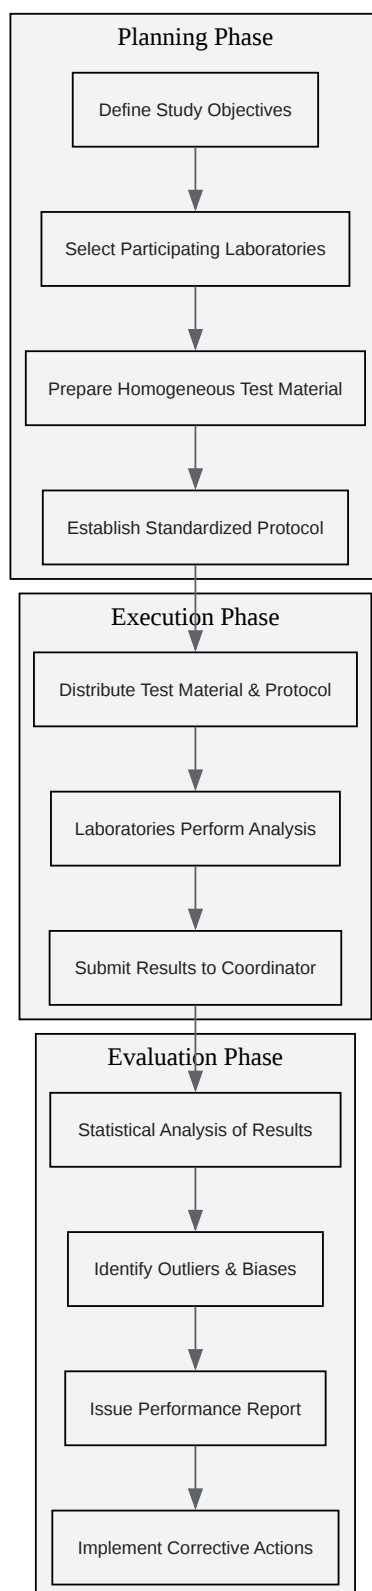 Planning Phase
Define Study Objectives
Select Participating Laboratories
Prepare Homogeneous Test Material
Establish Standardized Protocol
Execution Phase
Distribute Test Material & Protocol
Laboratories Perform Analysis
Submit Results to Coordinator
Evaluation Phase
Statistical Analysis of Results
Identify Outliers & Biases
Issue Performance Report
Implement Corrective Actions